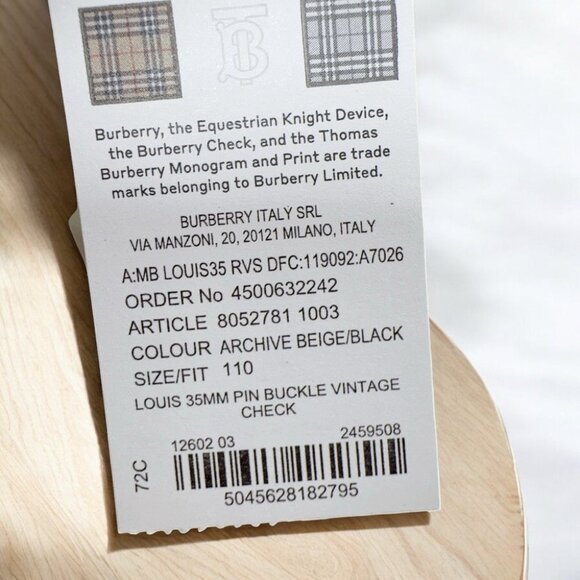 Burberry, the Equestrian Knight Device,
the Burberry Check, and the Thomas
Burberry Monogram and Print are trade
marks belonging to Burberry Limited.
BURBERRY ITALY SRL
VIA MANZONI, 20, 20121 MILANO, ITALY
A:MB LOUIS35 RVS DFC:119092:A7026
ORDER No 4500632242
ARTICLE 8052781 1003
COLOUR ARCHIVE BEIGE/BLACK
SIZE/FIT 110
LOUIS 35MM PIN BUCKLE VINTAGE
CHECK
12602 03 2459508
72C
5045628182795